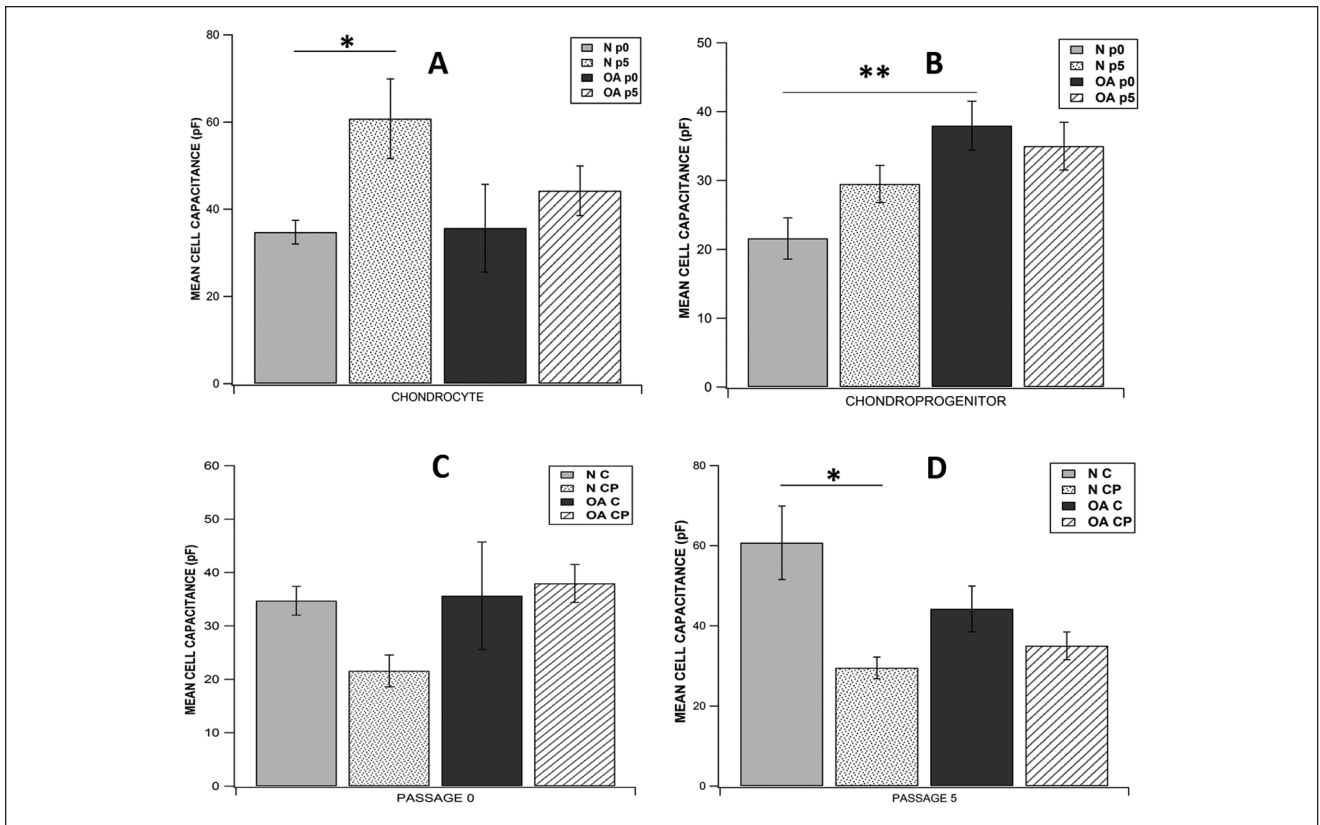 A
*
N p0
N p5
OA p0
OA p5
MEAN CELL CAPACITANCE (pF)
80
60
40
20
0
CHONDROCYTE
B
**
N p0
N p5
OA p0
OA p5
MEAN CELL CAPACITANCE (pF)
50
40
30
20
10
0
CHONDROPROGENITOR
C
N C
N CP
OA C
OA CP
MEAN CELL CAPACITANCE (pF)
60
50
40
30
20
10
0
PASSAGE 0
D
*
N C
N CP
OA C
OA CP
MEAN CELL CAPACITANCE (pF)
80
60
40
20
0
PASSAGE 5